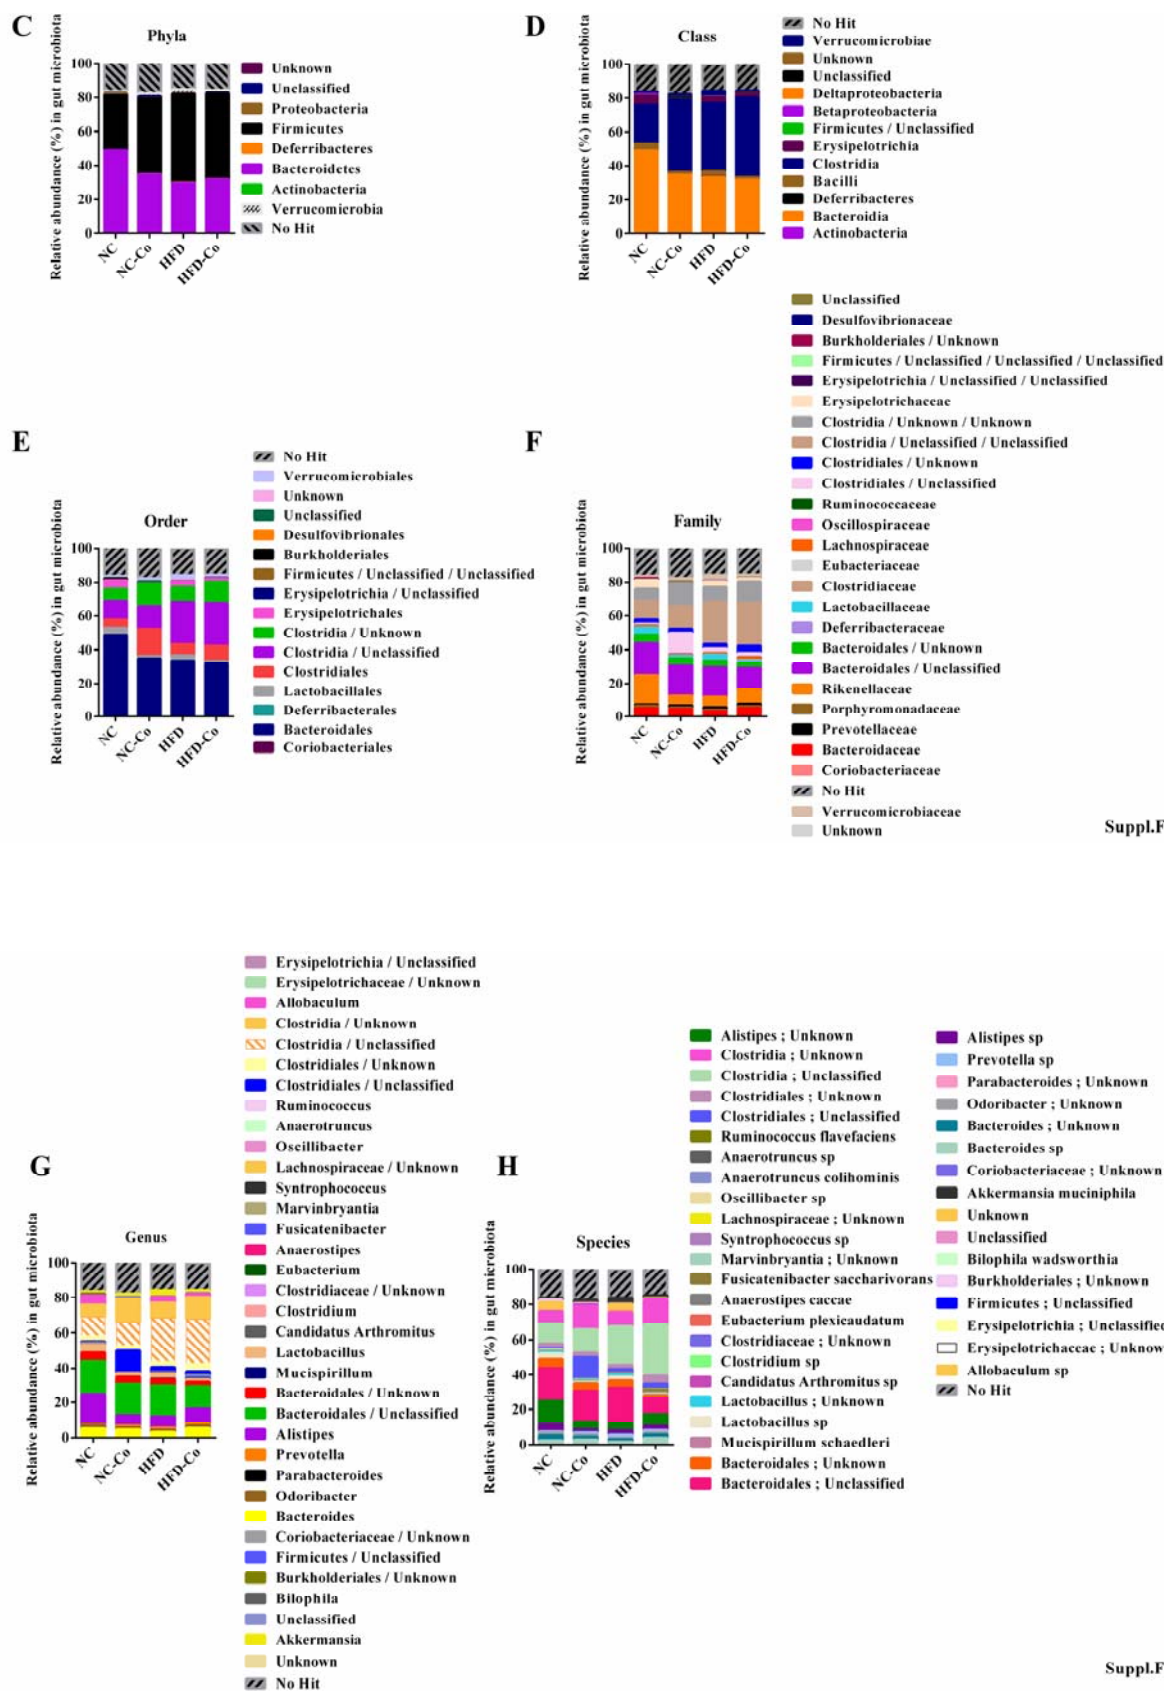 C
Phyla
Relative abundance (%) in gut microbiota
100
80
60
40
20
0
NC
NC-Co
HFD
HFD-Co
Unknown
Unclassified
Proteobacteria
Firmicutes
Deferribacteres
Bacteroidetes
Actinobacteria
Verrucomicrobia
No Hit
D
Class
Relative abundance (%) in gut microbiota
100
80
60
40
20
0
NC
NC-Co
HFD
HFD-Co
No Hit
Verrucomicrobiae
Unknown
Unclassified
Deltaproteobacteria
Betaproteobacteria
Firmicutes / Unclassified
Erysipelotrichia
Clostridia
Bacilli
Deferribacteres
Bacteroidia
Actinobacteria
E
Order
Relative abundance (%) in gut microbiota
100
80
60
40
20
0
NC
NC-Co
HFD
HFD-Co
No Hit
Verrucomicrobiales
Unknown
Unclassified
Desulfovibrionales
Burkholderiales
Firmicutes / Unclassified / Unclassified
Erysipelotrichia / Unclassified
Erysipelotrichales
Clostridia / Unknown
Clostridia / Unclassified
Clostridiales
Lactobacillales
Deferribacterales
Bacteroidales
Coriobacteriales
F
Family
Relative abundance (%) in gut microbiota
100
80
60
40
20
0
NC
NC-Co
HFD
HFD-Co
Unclassified
Desulfovibrionaceae
Burkholderiales / Unknown
Firmicutes / Unclassified / Unclassified / Unclassified
Erysipelotrichia / Unclassified / Unclassified
Erysipelotrichaceae
Clostridia / Unknown / Unknown
Clostridia / Unclassified / Unclassified
Clostridiales / Unknown
Clostridiales / Unclassified
Ruminococcaceae
Oscillospiraceae
Lachnospiraceae
Eubacteriaceae
Clostridiaceae
Lactobacillaceae
Deferribacteraceae
Bacteroidales / Unknown
Bacteroidales / Unclassified
Rikenellaceae
Porphyromonadaceae
Prevotellaceae
Bacteroidaceae
Coriobacteriaceae
No Hit
Verrucomicrobiaceae
Unknown
Suppl.F
G
Genus
Relative abundance (%) in gut microbiota
100
80
60
40
20
0
NC
NC-Co
HFD
HFD-Co
Erysipelotrichia / Unclassified
Erysipelotrichaceae / Unknown
Allobaculum
Clostridia / Unknown
Clostridia / Unclassified
Clostridiales / Unknown
Clostridiales / Unclassified
Ruminococcus
Anaerotruncus
Oscillibacter
Lachnospiraceae / Unknown
Syntrophococcus
Marvinbryantia
Fusicatenibacter
Anaerostipes
Eubacterium
Clostridiaceae / Unknown
Clostridium
Candidatus Arthromitus
Lactobacillus
Mucispirillum
Bacteroidales / Unknown
Bacteroidales / Unclassified
Alistipes
Prevotella
Parabacteroides
Odoribacter
Bacteroides
Coriobacteriaceae / Unknown
Firmicutes / Unclassified
Burkholderiales / Unknown
Bilophila
Unclassified
Akkermansia
Unknown
No Hit
H
Species
Relative abundance (%) in gut microbiota
100
80
60
40
20
0
NC
NC-Co
HFD
HFD-Co
Alistipes ; Unknown
Clostridia ; Unknown
Clostridia ; Unclassified
Clostridiales ; Unknown
Clostridiales ; Unclassified
Ruminococcus flavefaciens
Anaerotruncus sp
Anaerotruncus colihominis
Oscillibacter sp
Lachnospiraceae ; Unknown
Syntrophococcus sp
Marvinbryantia ; Unknown
Fusicatenibacter saccharivorans
Anaerostipes caccae
Eubacterium plexicaudatum
Clostridiaceae ; Unknown
Clostridium sp
Candidatus Arthromitus sp
Lactobacillus ; Unknown
Lactobacillus sp
Mucispirillum schaedleri
Bacteroidales ; Unknown
Bacteroidales ; Unclassified
Alistipes sp
Prevotella sp
Parabacteroides ; Unknown
Odoribacter ; Unknown
Bacteroides ; Unknown
Bacteroides sp
Coriobacteriaceae ; Unknown
Akkermansia muciniphila
Unknown
Unclassified
Bilophila wadsworthia
Burkholderiales ; Unknown
Firmicutes ; Unclassified
Erysipelotrichia ; Unclassified
Erysipelotrichaceae ; Unknow
Allobaculum sp
No Hit
Suppl.F